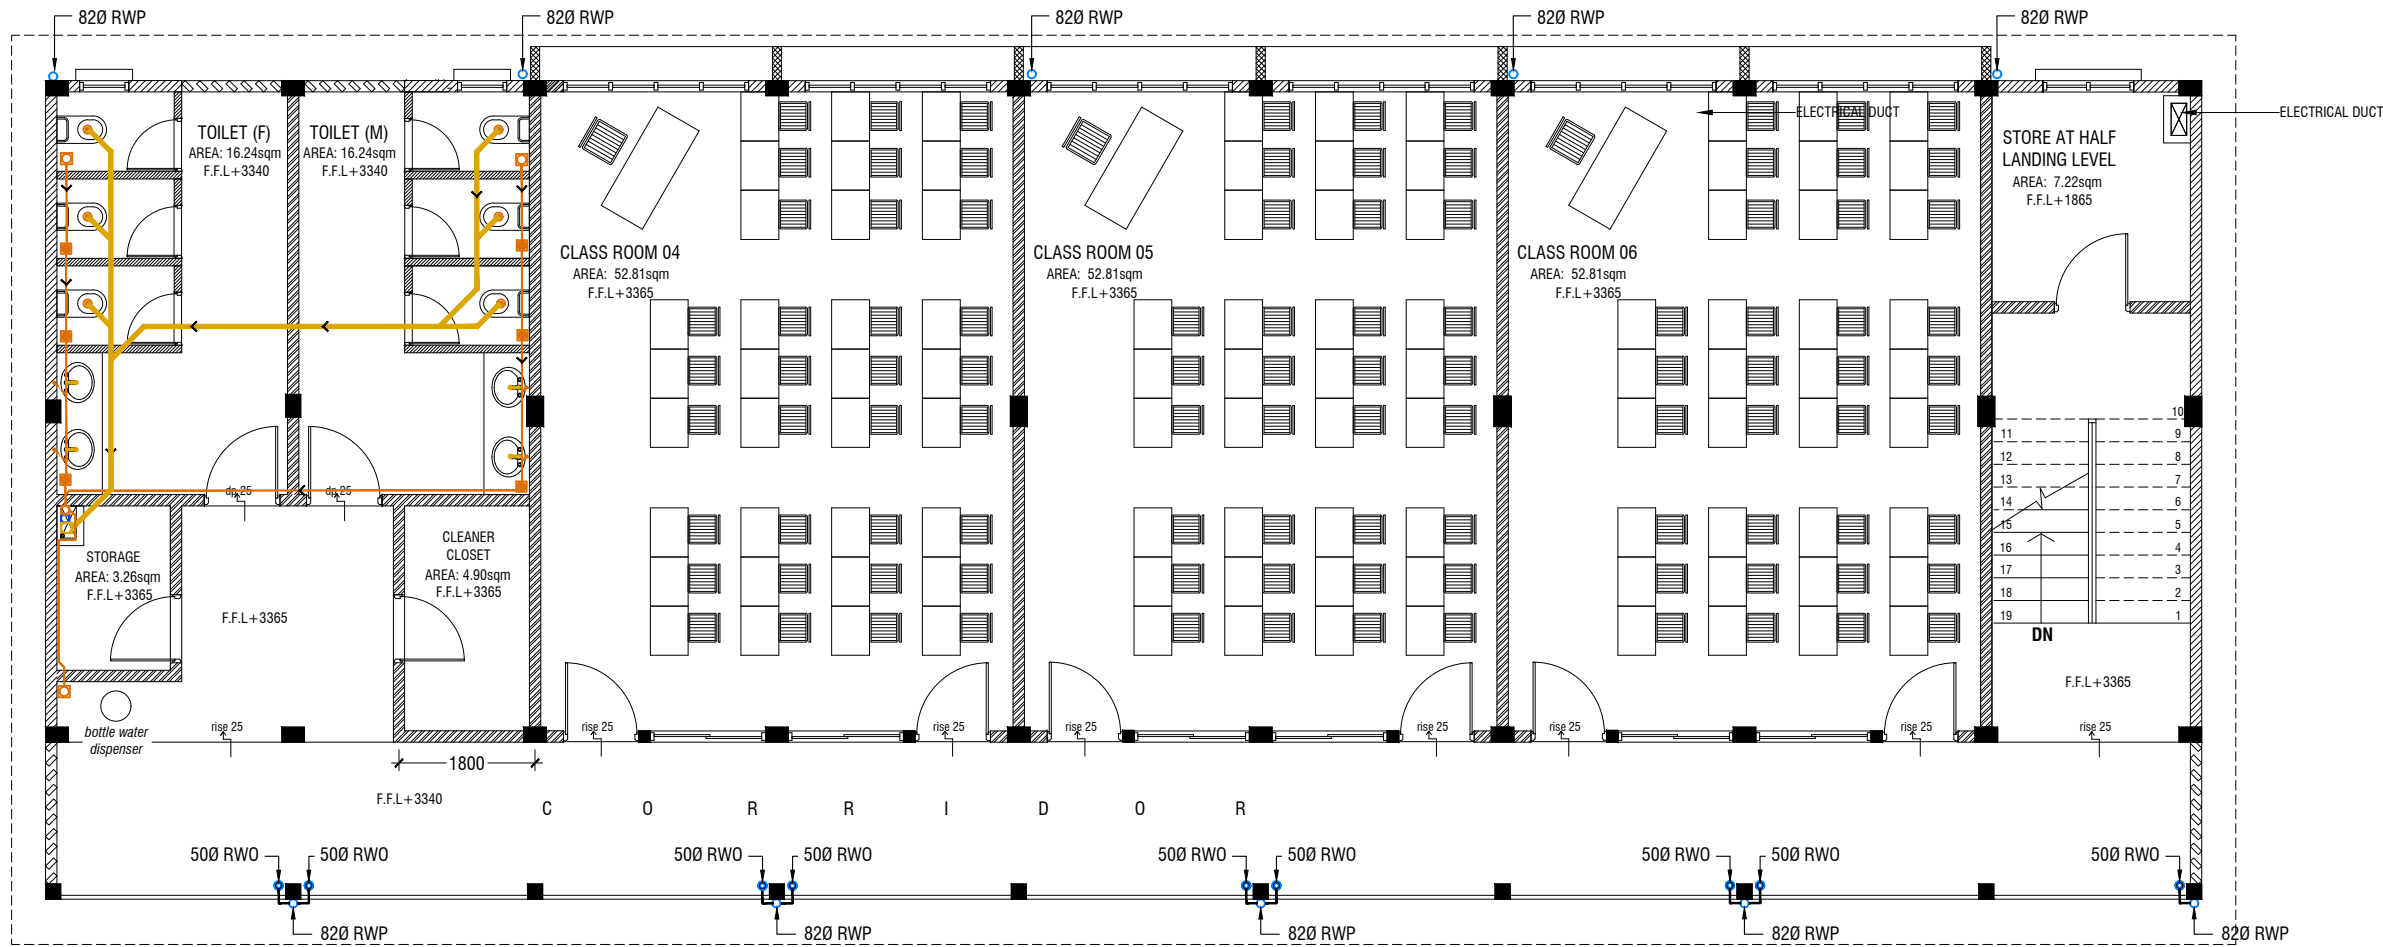 82Ø RWP
82Ø RWP
82Ø RWP
82Ø RWP
82Ø RWP
TOILET (F)
AREA: 16.24sqm
F.F.L+3340
TOILET (M)
AREA: 16.24sqm
F.F.L+3340
ELECTRICAL DUCT
ELECTRICAL DUCT
STORE AT HALF
LANDING LEVEL
AREA: 7.22sqm
F.F.L+1865
CLASS ROOM 04
AREA: 52.81sqm
F.F.L+3365
CLASS ROOM 05
AREA: 52.81sqm
F.F.L+3365
CLASS ROOM 06
AREA: 52.81sqm
F.F.L+3365
10
11
9
12
8
13
7
14
6
15
5
16
4
17
3
18
2
19
1
DN
dp 25
dp 25
STORAGE
AREA: 3.26sqm
F.F.L+3365
CLEANER
CLOSET
AREA: 4.90sqm
F.F.L+3365
F.F.L+3365
F.F.L+3365
bottle water
dispenser
rise 25
rise 25
rise 25
rise 25
rise 25
rise 25
rise 25
rise 25
1800
F.F.L+3340
C O R R I D O R
50Ø RWO
50Ø RWO
50Ø RWO
50Ø RWO
50Ø RWO
50Ø RWO
50Ø RWO
50Ø RWO
50Ø RWO
82Ø RWP
82Ø RWP
82Ø RWP
82Ø RWP
82Ø RWP